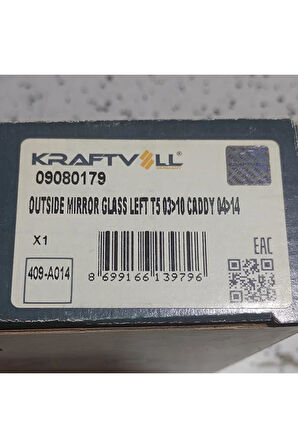 KRAFTVOLL
GERMANY
09080179
OUTSIDE MIRROR GLASS LEFT T5 03>10 CADDY 04>14
X1
409-A014
8 699166 139796
EAC